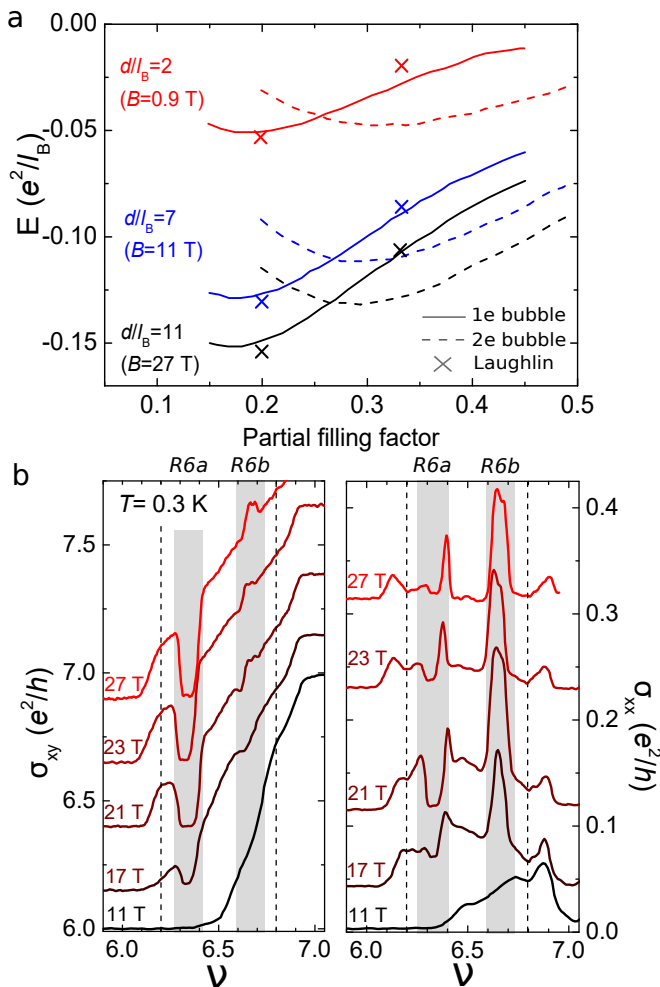 a
0.00
-0.05
-0.10
-0.15
E (e²/l_B)
d/l_B=2
(B=0.9 T)
d/l_B=7
(B=11 T)
d/l_B=11
(B=27 T)
1e bubble
2e bubble
Laughlin
0.1 0.2 0.3 0.4 0.5
Partial filling factor
b
R6a R6b R6a R6b
T= 0.3 K
7.5
7.0
6.5
6.0
σ_xy (e²/h)
27 T
23 T
21 T
17 T
11 T
6.0 6.5 7.0
ν
27 T
23 T
21 T
17 T
11 T
0.4
0.3
0.2
0.1
0.0
σ_xx (e²/h)
6.0 6.5 7.0
ν